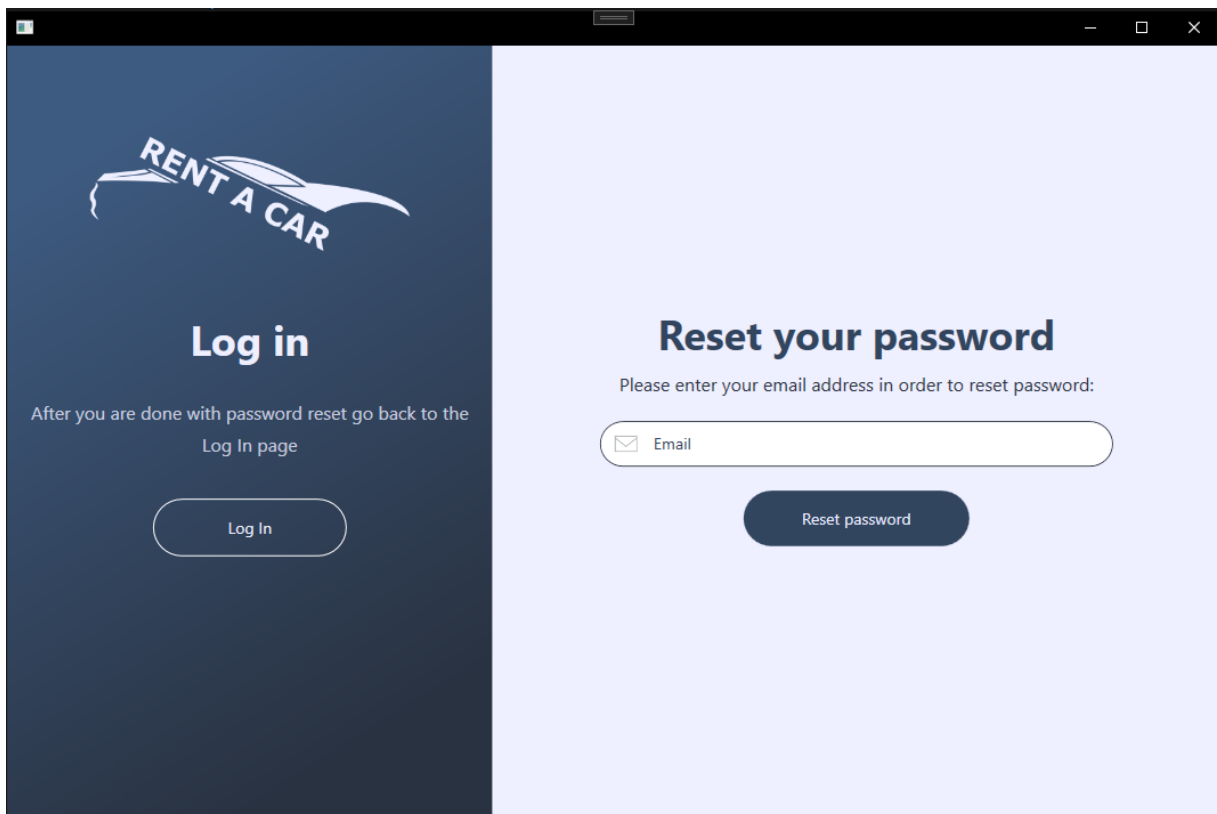 RENT A CAR
Log in
After you are done with password reset go back to the
Log In page
Log In
Reset your password
Please enter your email address in order to reset password:
Email
Reset password